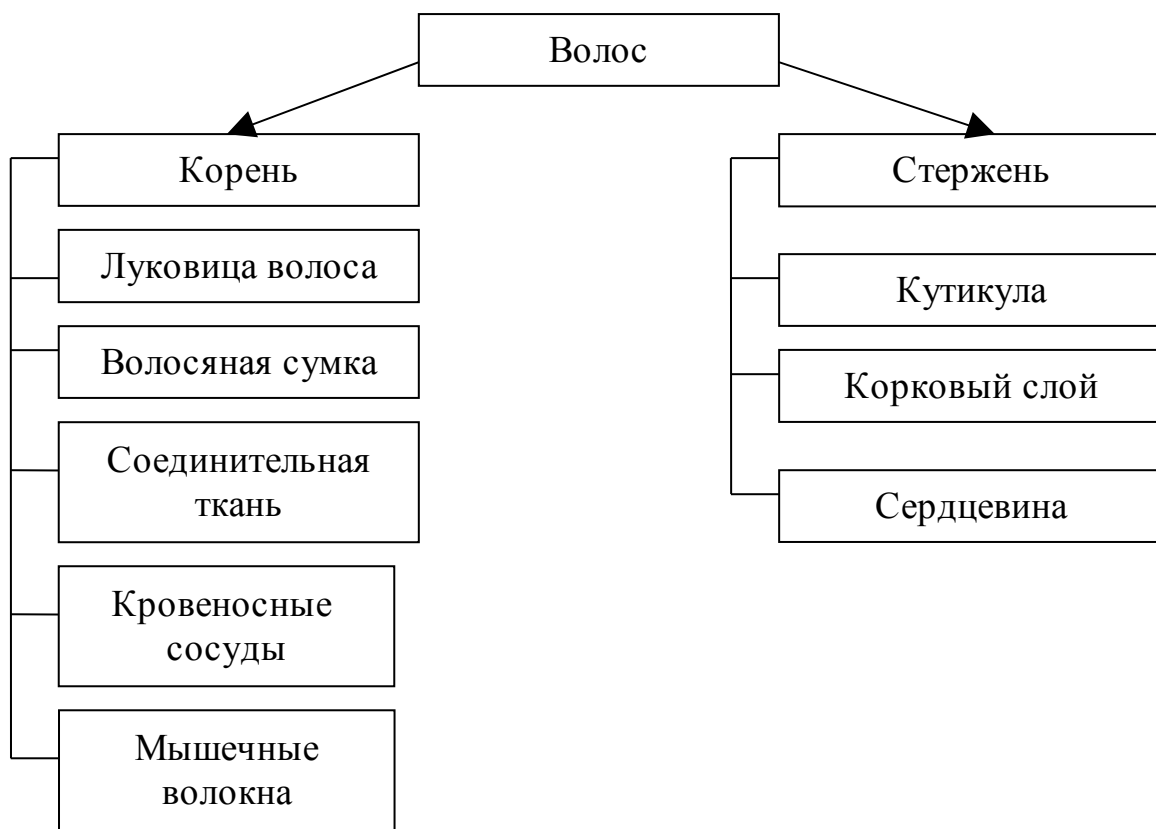 Волос
Корень
Луковица волоса
Волосяная сумка
Соединительная
ткань
Кровеносные
сосуды
Мышечные
волокна
Стержень
Кутикула
Корковый слой
Сердцевина